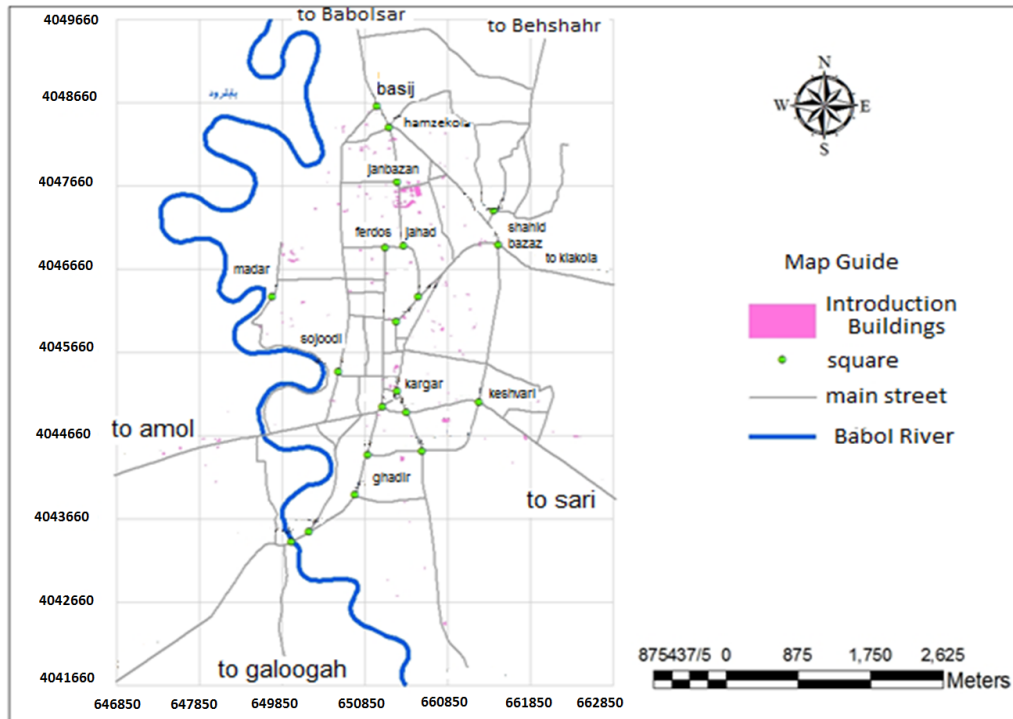 4049660
4048660
4047660
4046660
4045660
4044660
4043660
4042660
4041660
646850
647850
649850
650850
660850
661850
662850
to Babolsar
to Behshahr
بابلرود
basij
hamzekola
janbazan
ferdos
jahad
shahid
bazaz
to klakola
madar
sojoodi
kargar
keshvari
to amol
ghadir
to sari
to galoogah
N
W
E
S
Map Guide
Introduction
Buildings
square
main street
Babol River
875437/5 0 875 1,750 2,625
Meters